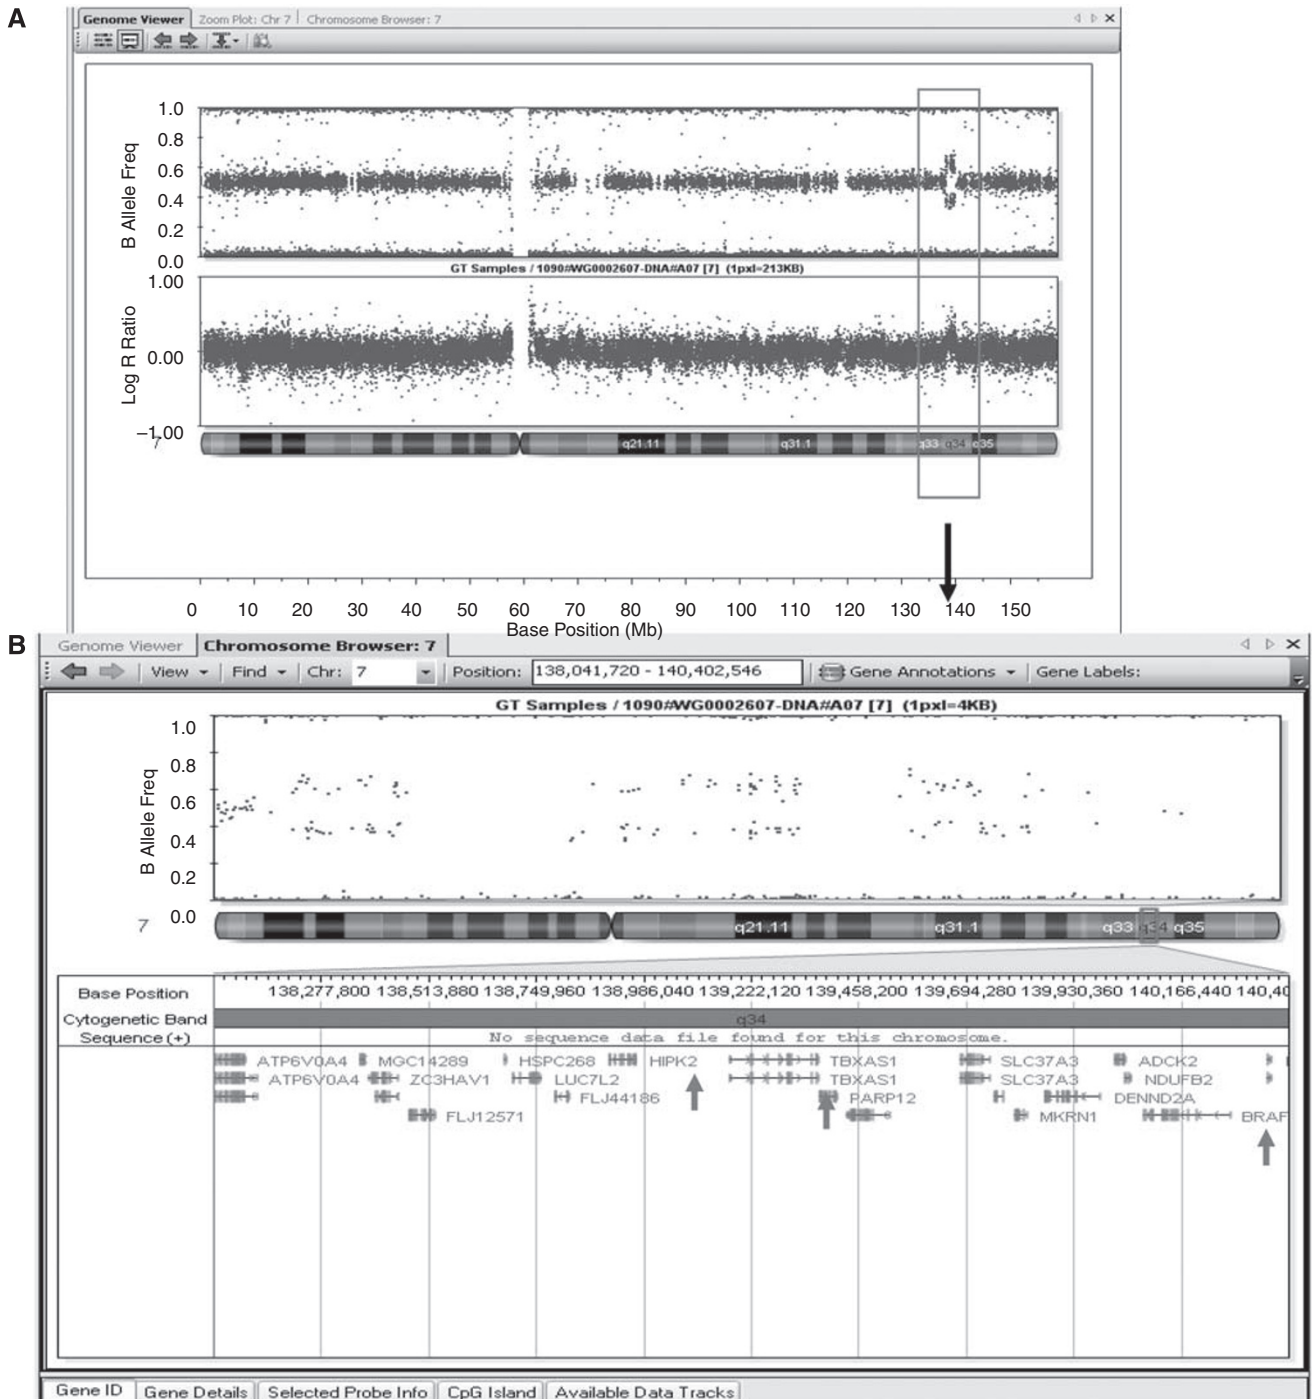 A
Genome Viewer Zoom Plot: Chr 7 Chromosome Browser: 7
1.0
0.8
0.6
0.4
0.2
0.0
B Allele Freq
GT Samples / 1090#WG0002607-DNA#A07 [7] (1pxl=213KB)
1.00
0.00
−1.00
Log R Ratio
7
q21.11 q31.1 q33 q34 q35
0 10 20 30 40 50 60 70 80 90 100 110 120 130 140 150
Base Position (Mb)
B
Genome Viewer Chromosome Browser: 7
View Find Chr: 7 Position: 138,041,720 - 140,402,546 Gene Annotations Gene Labels:
GT Samples / 1090#WG0002607-DNA#A07 [7] (1pxl=4KB)
1.0
0.8
0.6
0.4
0.2
0.0
B Allele Freq
7
q21.11 q31.1 q33 q34 q35
Base Position 138,277,800 138,513,880 138,749,960 138,986,040 139,222,120 139,458,200 139,694,280 139,930,360 140,166,440 140,40
Cytogenetic Band q34
Sequence (+) No sequence data file found for this chromosome.
ATP6V0A4 MGC14289 HSPC268 HIPK2 TBXAS1 SLC37A3 ADCK2
ATP6V0A4 ZC3HAV1 LUC7L2 TBXAS1 SLC37A3 NDUFB2
FLJ44186 PARP12 DENND2A
FLJ12571 MKRN1 BRAF
Gene ID Gene Details Selected Probe Info CpG Island Available Data Tracks